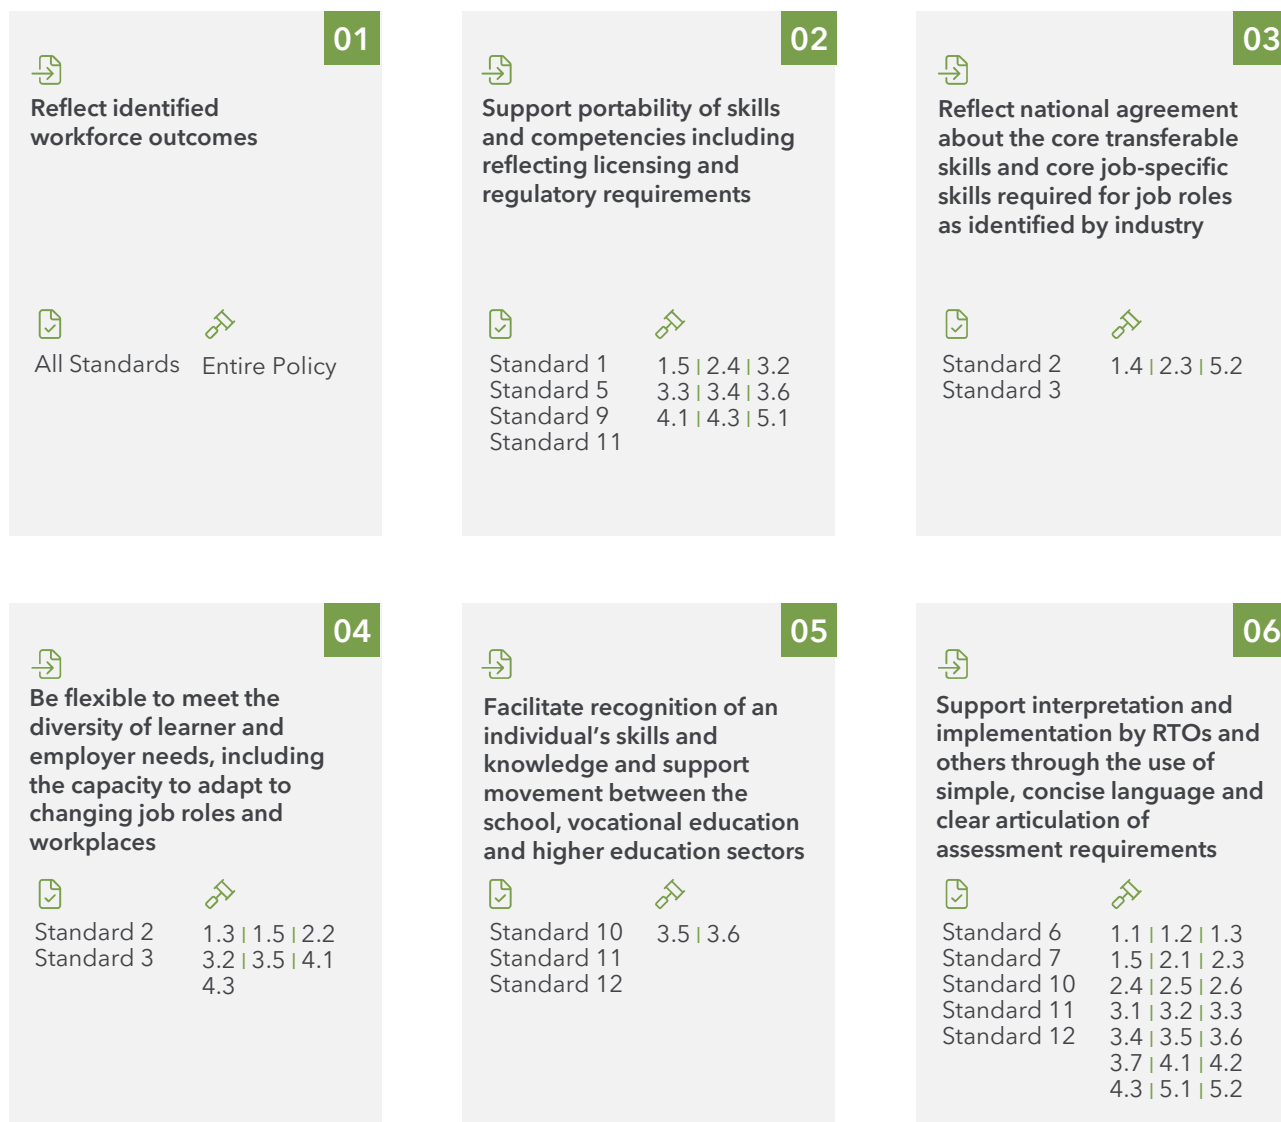 01
Reflect identified
workforce outcomes
All Standards
Entire Policy
02
Support portability of skills
and competencies including
reflecting licensing and
regulatory requirements
Standard 1
Standard 5
Standard 9
Standard 11
1.5 | 2.4 | 3.2
3.3 | 3.4 | 3.6
4.1 | 4.3 | 5.1
03
Reflect national agreement
about the core transferable
skills and core job-specific
skills required for job roles
as identified by industry
Standard 2
Standard 3
1.4 | 2.3 | 5.2
04
Be flexible to meet the
diversity of learner and
employer needs, including
the capacity to adapt to
changing job roles and
workplaces
Standard 2
Standard 3
1.3 | 1.5 | 2.2
3.2 | 3.5 | 4.1
4.3
05
Facilitate recognition of an
individual’s skills and
knowledge and support
movement between the
school, vocational education
and higher education sectors
Standard 10
Standard 11
Standard 12
3.5 | 3.6
06
Support interpretation and
implementation by RTOs and
others through the use of
simple, concise language and
clear articulation of
assessment requirements
Standard 6
Standard 7
Standard 10
Standard 11
Standard 12
1.1 | 1.2 | 1.3
1.5 | 2.1 | 2.3
2.4 | 2.5 | 2.6
3.1 | 3.2 | 3.3
3.4 | 3.5 | 3.6
3.7 | 4.1 | 4.2
4.3 | 5.1 | 5.2